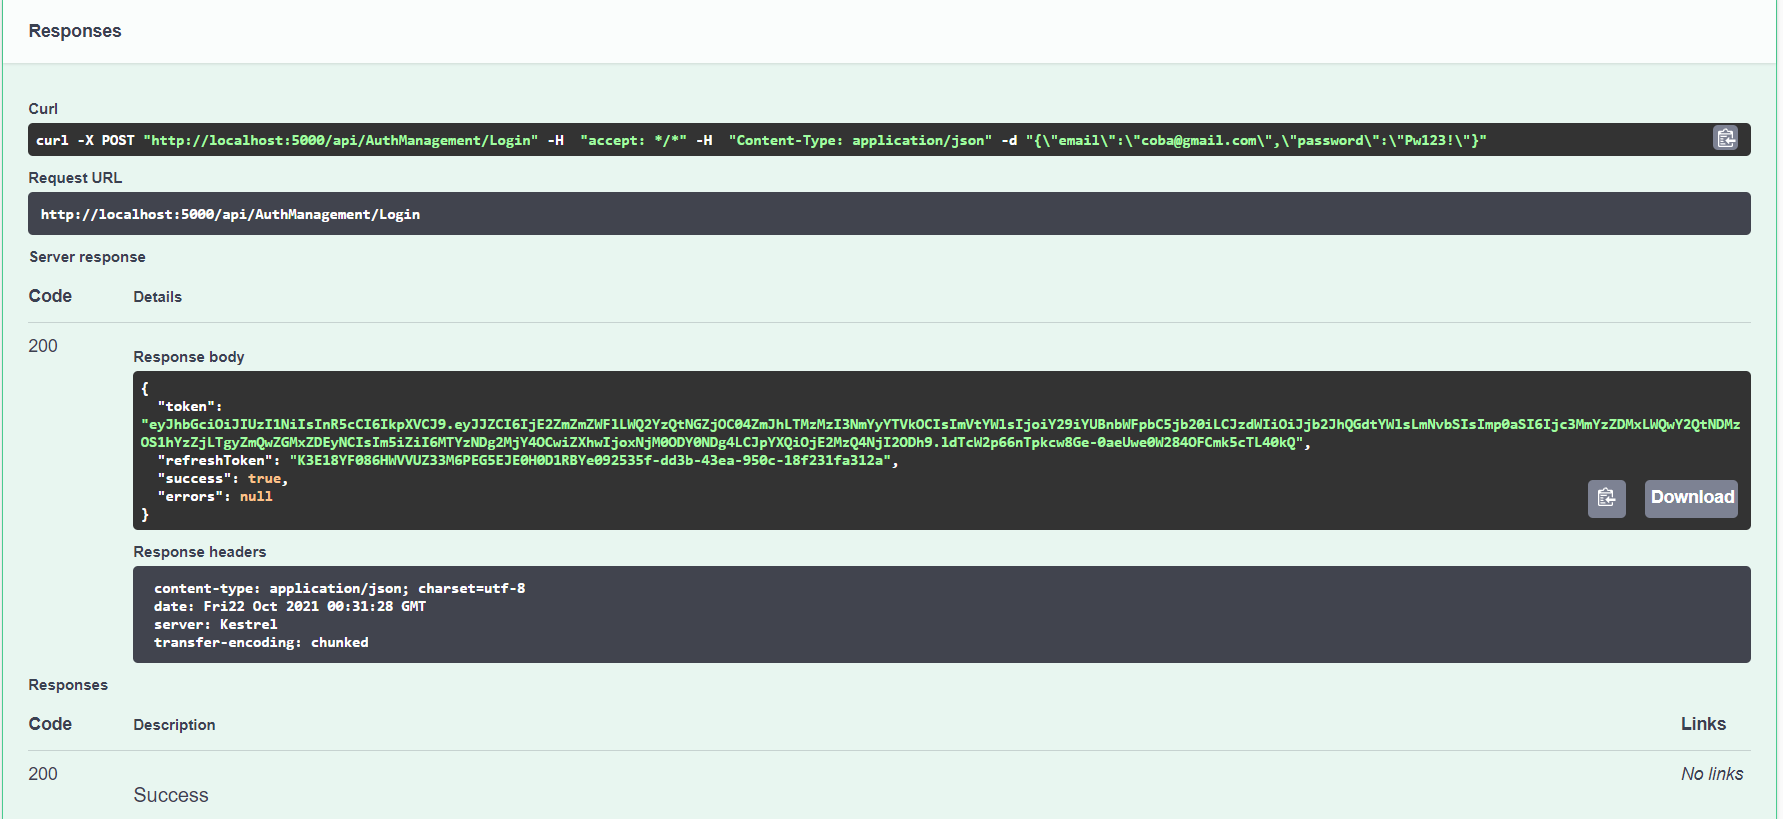 Responses
Curl
curl -X POST "http://localhost:5000/api/AuthManagement/Login" -H  "accept: */*" -H  "Content-Type: application/json" -d "{\"email\":\"coba@gmail.com\",\"password\":\"Pw123!\"}"
Request URL
http://localhost:5000/api/AuthManagement/Login
Server response
Code Details
200
Response body
{
  "token":
"eyJhbGciOiJIUzI1NiIsInR5cCI6IkpXVCJ9.eyJJZCI6IjE2ZmZmZWFlLWQ2YzQtNGZjOC04ZmJhLTMzMzI3NmYyYTVkOCIsImVtYWlsIjoiY29iYUBnbWFpbC5jb20iLCJzdWIiOiJjb2JhQGdtYWlsLmNvbSIsImp0aSI6Ijc3MmYzZDMxLWQwY2QtNDMz
OS1hYzZjLTgyZmQwZGMxZDEyNCIsIm5iZiI6MTYzNDg2MjY4OCwiZXhwIjoxNjM0ODY0NDg4LCJpYXQiOjE2MzQ4NjI2ODh9.ldTcW2p66nTpkcw8Ge-0aeUwe0W284OFCmk5cTL40kQ",
  "refreshToken": "K3E18YF086HWVVUZ33M6PEG5EJE0H0D1RBYe092535f-dd3b-43ea-950c-18f231fa312a",
  "success": true,
  "errors": null
}
Download
Response headers
content-type: application/json; charset=utf-8
date: Fri22 Oct 2021 00:31:28 GMT
server: Kestrel
transfer-encoding: chunked
Responses
Code Description Links
200 No links
Success